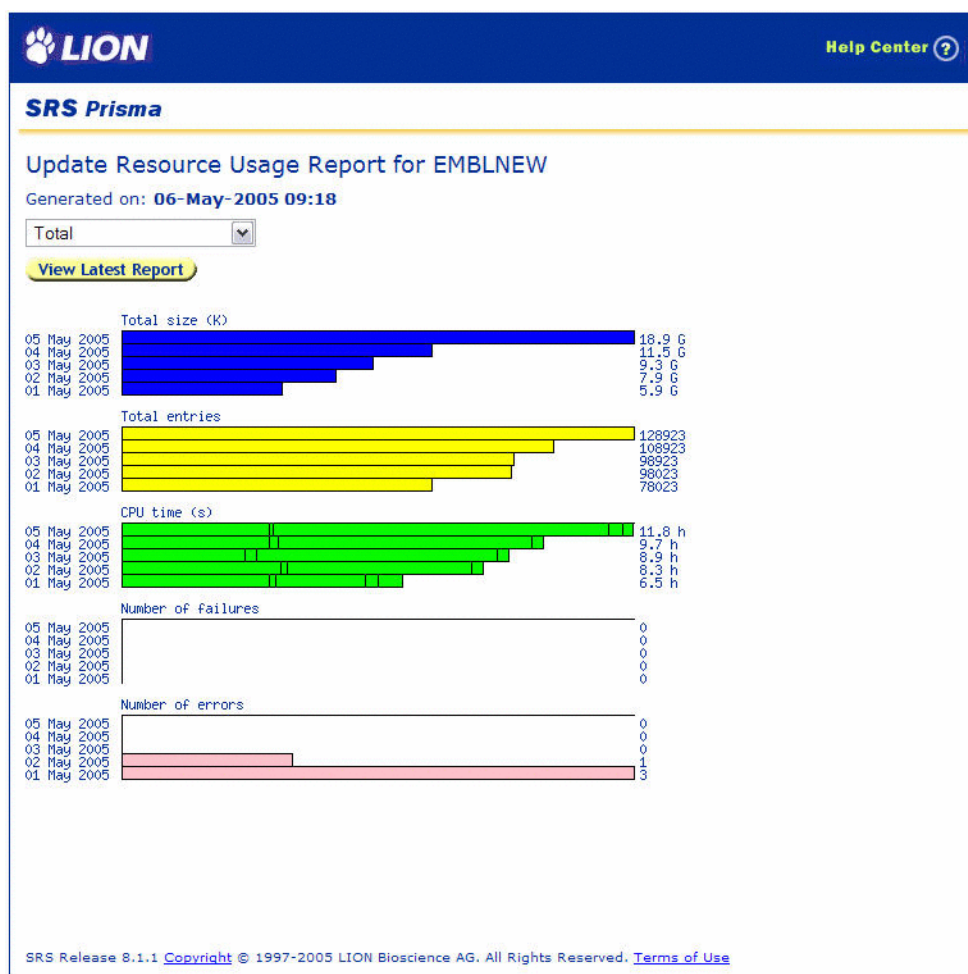 LION
Help Center ?
SRS Prisma
Update Resource Usage Report for EMBLNEW
Generated on: 06-May-2005 09:18
Total
View Latest Report
Total size (K)
05 May 2005 18.9 G
04 May 2005 11.5 G
03 May 2005 9.3 G
02 May 2005 7.9 G
01 May 2005 5.9 G
Total entries
05 May 2005 128923
04 May 2005 108923
03 May 2005 98923
02 May 2005 98023
01 May 2005 78023
CPU time (s)
05 May 2005 11.8 h
04 May 2005 9.7 h
03 May 2005 8.9 h
02 May 2005 8.3 h
01 May 2005 6.5 h
Number of failures
05 May 2005 0
04 May 2005 0
03 May 2005 0
02 May 2005 0
01 May 2005 0
Number of errors
05 May 2005 0
04 May 2005 0
03 May 2005 0
02 May 2005 1
01 May 2005 3
SRS Release 8.1.1 Copyright © 1997-2005 LION Bioscience AG. All Rights Reserved. Terms of Use